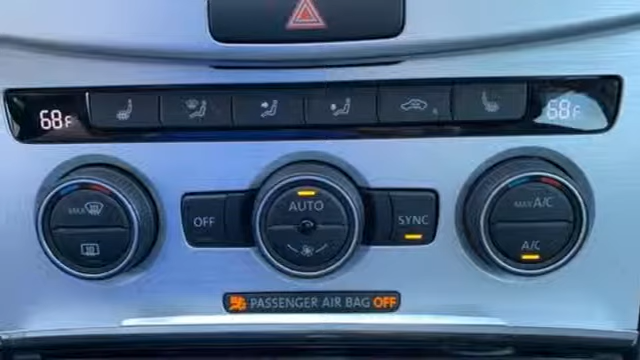 68F
68F
MAX
MAX A/C
OFF
AUTO
SYNC
A/C
PASSENGER AIR BAG OFF